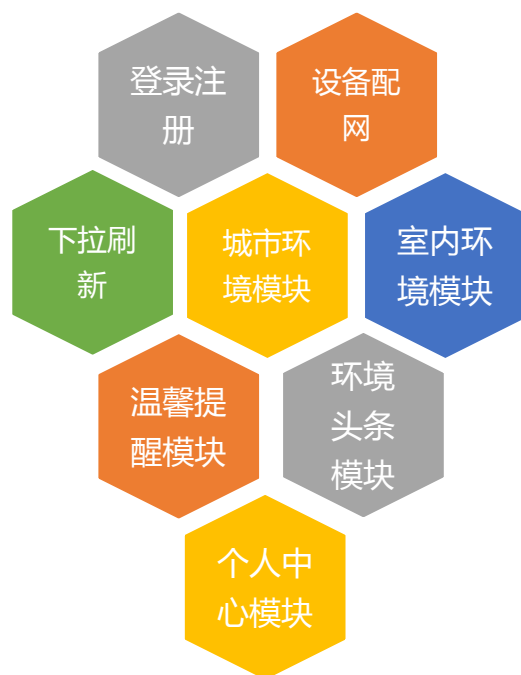 登录注
册
设备配
网
下拉刷
新
城市环
境模块
室内环
境模块
温馨提
醒模块
环境
头条
模块
个人中
心模块